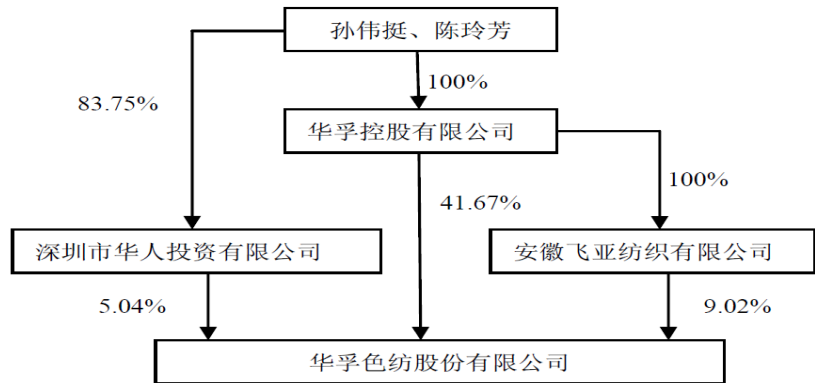 孙伟挺、陈玲芳
83.75%
100%
华孚控股有限公司
41.67%
100%
深圳市华人投资有限公司
安徽飞亚纺织有限公司
5.04%
9.02%
华孚色纺股份有限公司